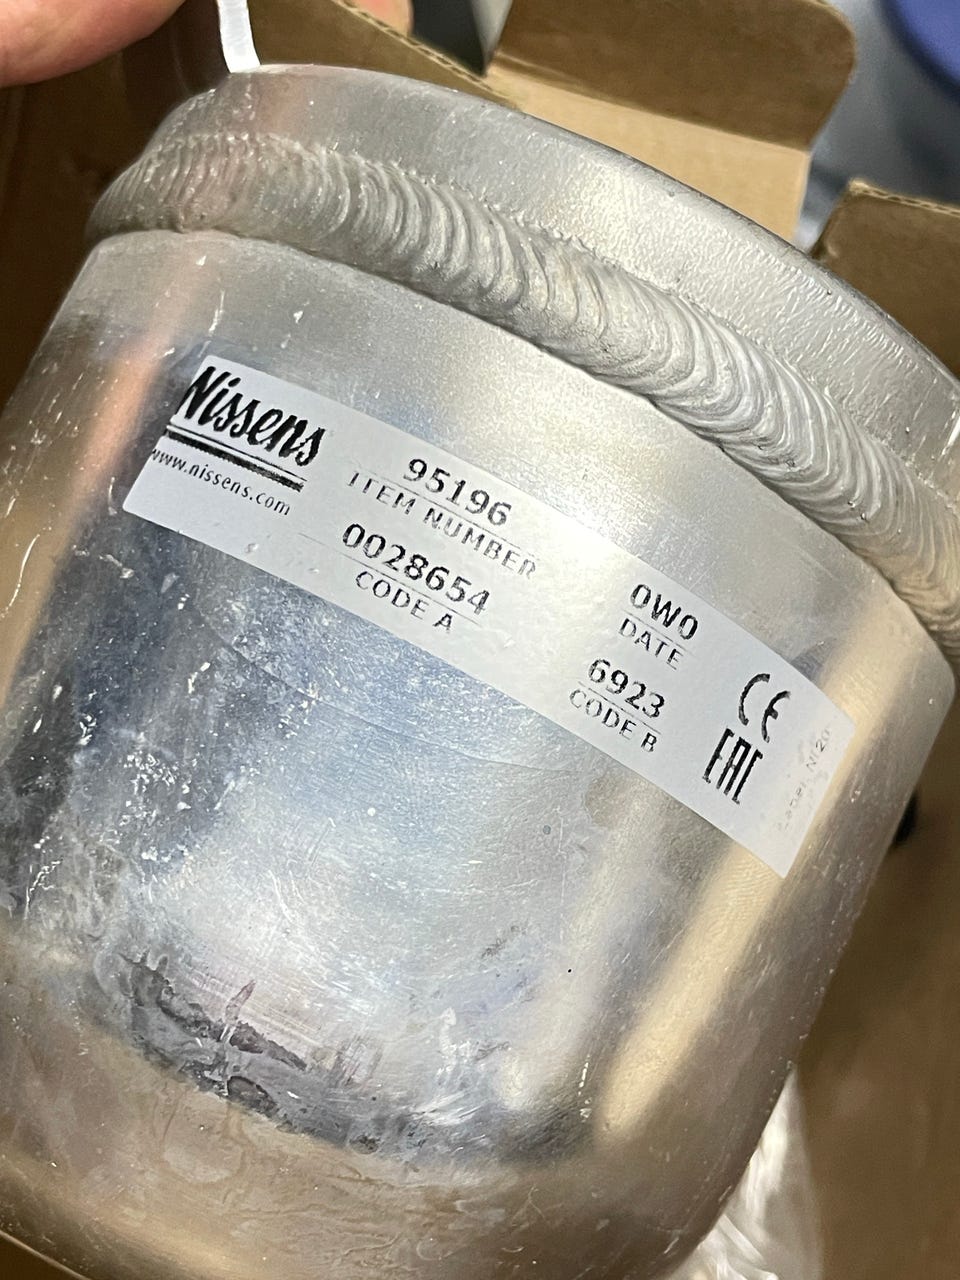 Nissens
www.nissens.com
95196
ITEM NUMBER
0028654
CODE A
0W0
DATE
6923
CODE B
CE
EAC